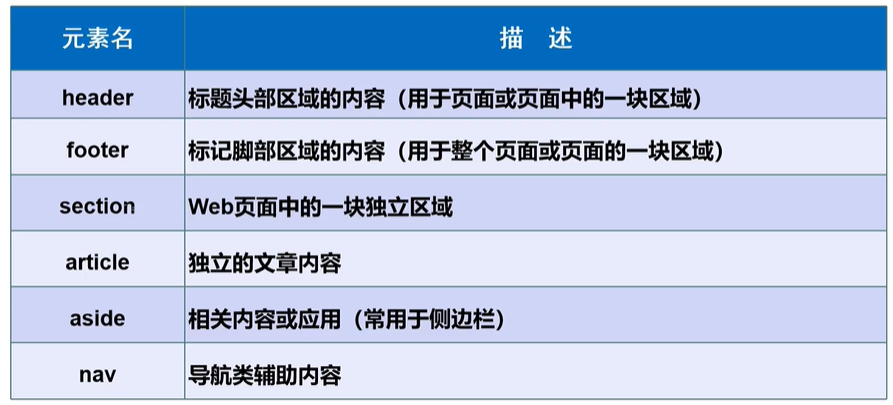 元素名 描 述
header 标题头部区域的内容（用于页面或页面中的一块区域）
footer 标记脚部区域的内容（用于整个页面或页面的一块区域）
section Web页面中的一块独立区域
article 独立的文章内容
aside 相关内容或应用（常用于侧边栏）
nav 导航类辅助内容